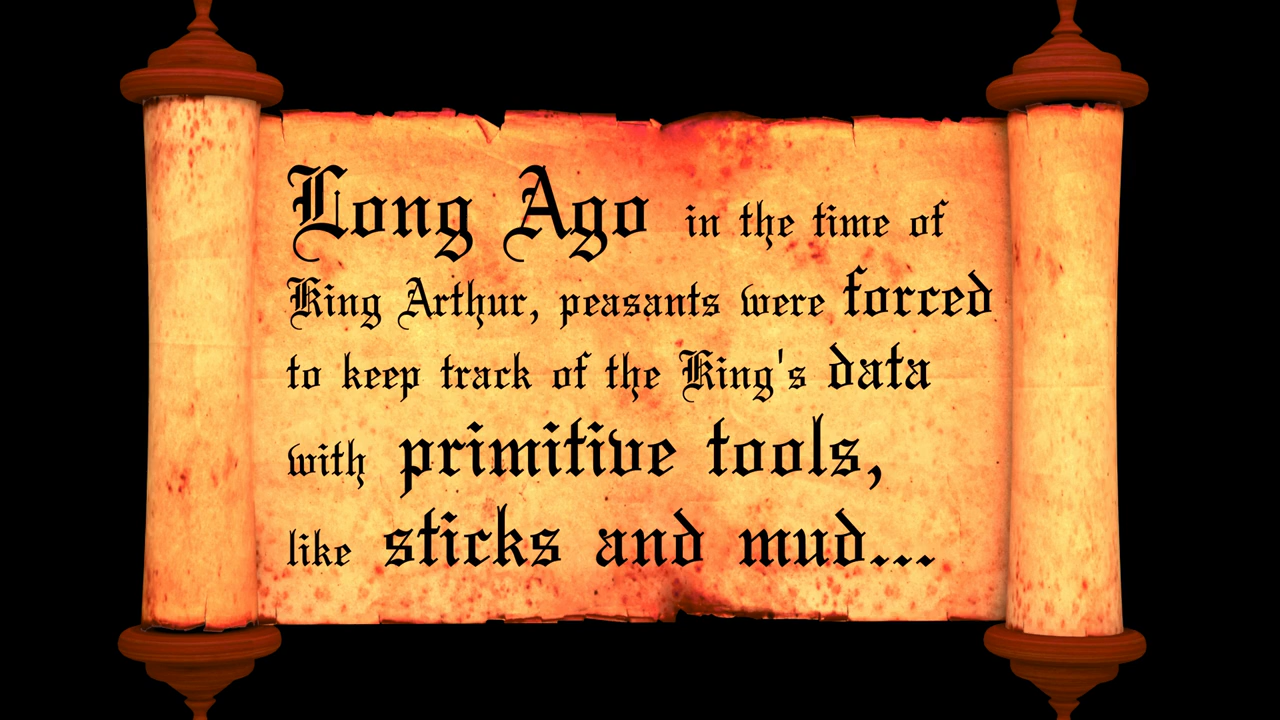 Long Ago in the time of
King Arthur, peasants were forced
to keep track of the King's data
with primitive tools,
like sticks and mud...